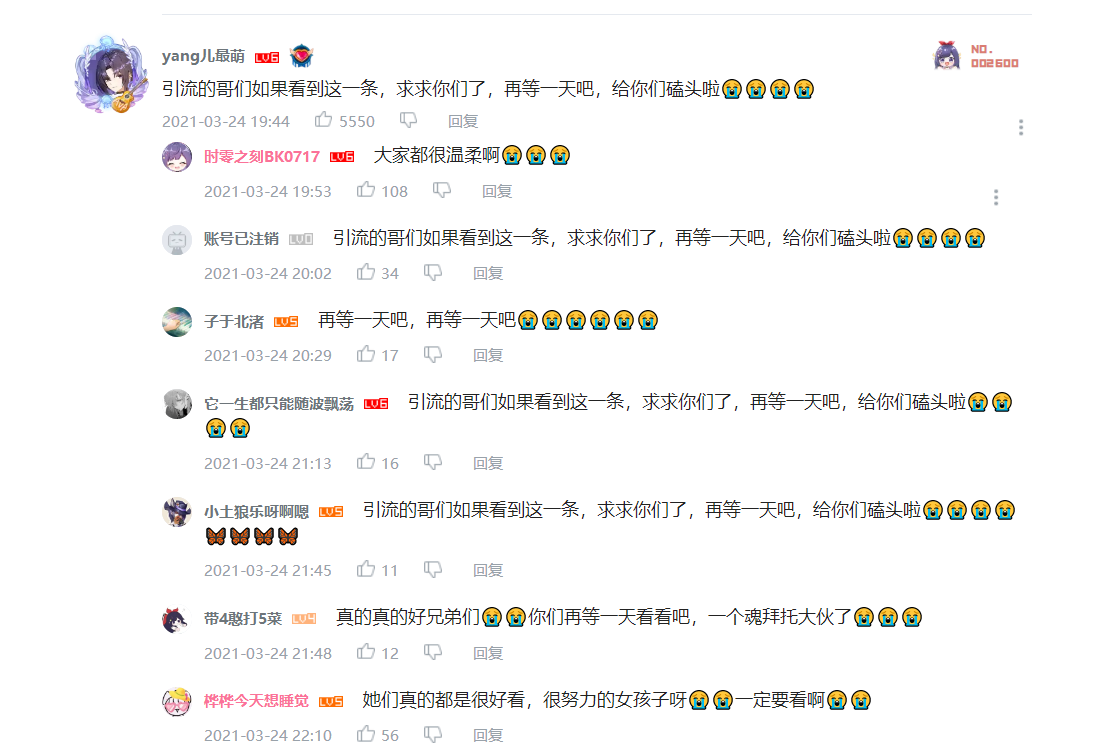 yang儿最萌 LV6
NO.
002600
引流的哥们如果看到这一条，求求你们了，再等一天吧，给你们磕头啦😭😭😭😭
2021-03-24 19:44 5550 回复
时零之刻BK0717 LV6 大家都很温柔啊😭😭😭
2021-03-24 19:53 108 回复
账号已注销 LV0 引流的哥们如果看到这一条，求求你们了，再等一天吧，给你们磕头啦😭😭😭😭
2021-03-24 20:02 34 回复
子于北渚 LV5 再等一天吧，再等一天吧😭😭😭😭😭😭
2021-03-24 20:29 17 回复
它一生都只能随波飘荡 LV6 引流的哥们如果看到这一条，求求你们了，再等一天吧，给你们磕头啦😭😭
😭😭
2021-03-24 21:13 16 回复
小土狼乐呀啊嗯 LV5 引流的哥们如果看到这一条，求求你们了，再等一天吧，给你们磕头啦😭😭😭😭
🦋🦋🦋🦋
2021-03-24 21:45 11 回复
带4憨打5菜 LV4 真的真的好兄弟们😭😭你们再等一天看看吧，一个魂拜托大伙了😭😭😭
2021-03-24 21:48 12 回复
桦桦今天想睡觉 LV5 她们真的都是很好看，很努力的女孩子呀😭😭一定要看啊😭😭
2021-03-24 22:10 56 回复